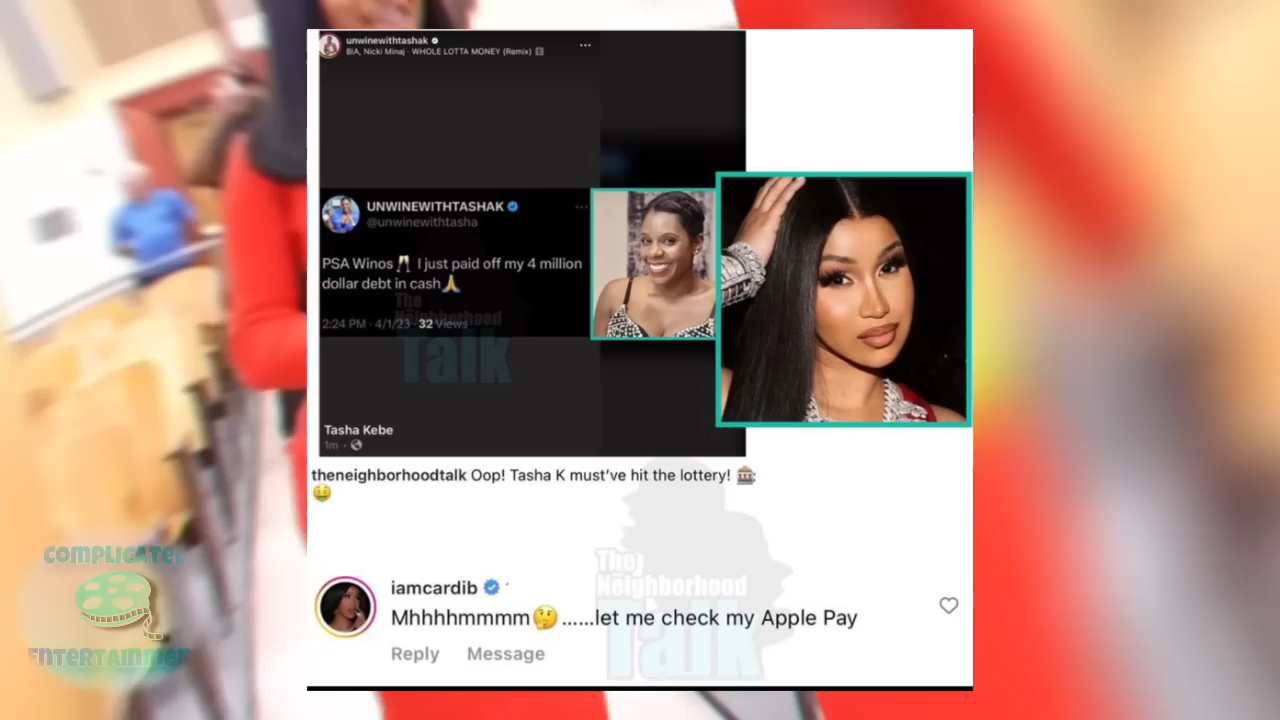 unwinewithtashak
BIA, Nicki Minaj · WHOLE LOTTA MONEY (Remix) E
UNWINEWITHTASHAK
@unwinewithtasha
PSA Winos 🥂 I just paid off my 4 million
dollar debt in cash🙏
2:24 PM · 4/1/23 · 32 Views
The
Neighborhood
Talk
Tasha Kebe
1m ·
theneighborhoodtalk Oop! Tasha K must've hit the lottery! 🎰
🤑
The
Neighborhood
Talk
iamcardib
Mhhhhmmmm🤔......let me check my Apple Pay
Reply Message
COMPLICATED
ENTERTAINMEN